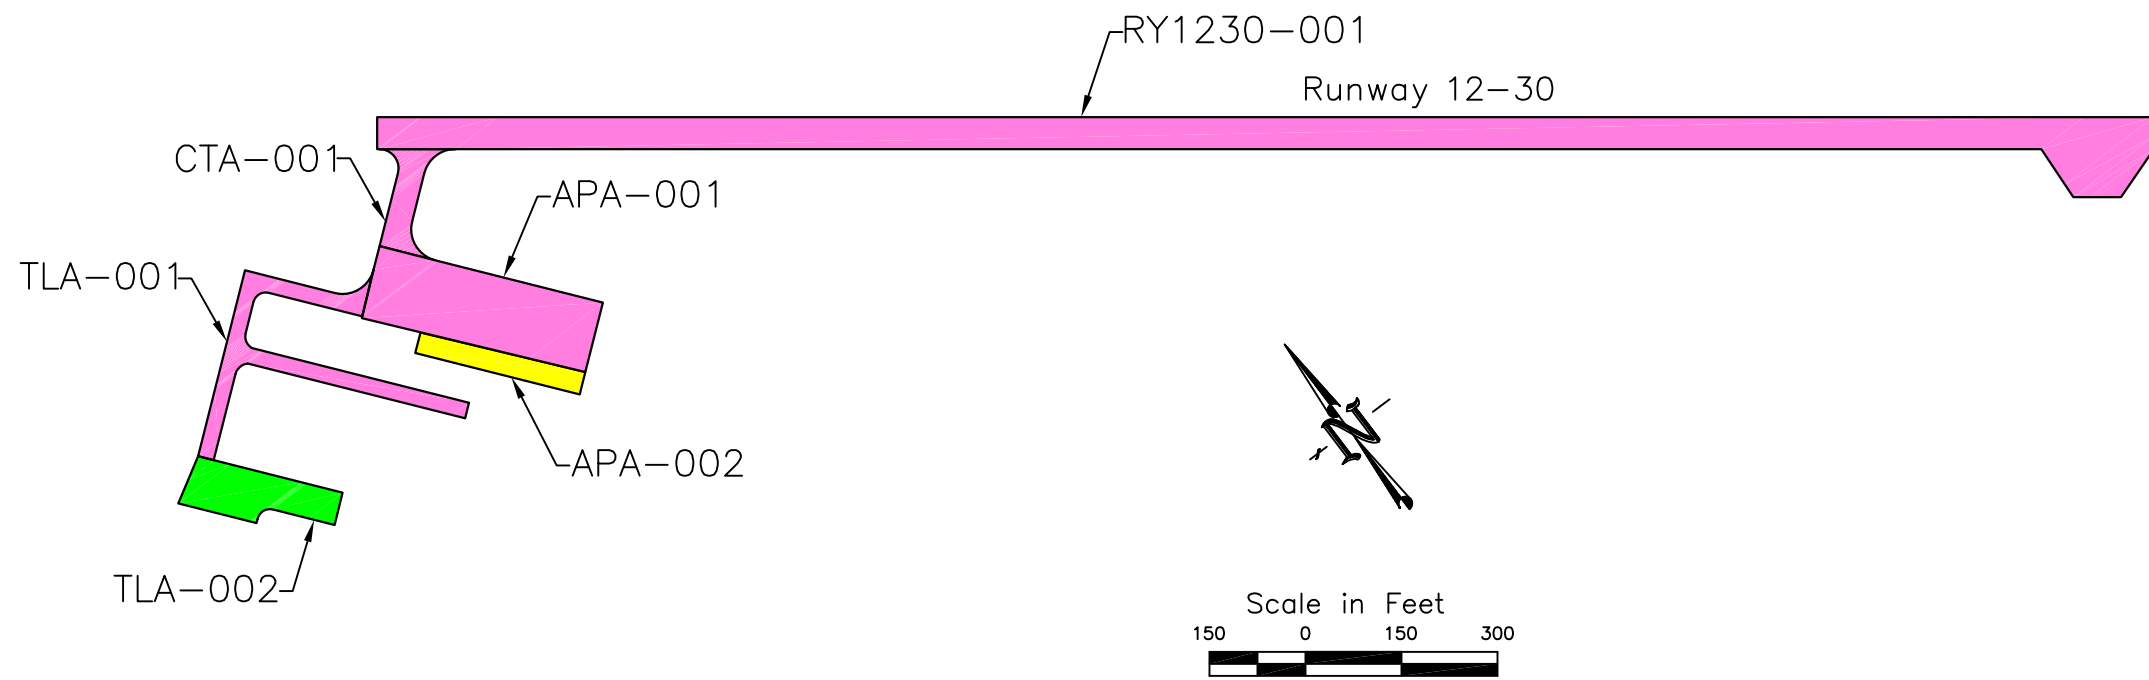 RY1230-001
Runway 12-30
CTA-001
APA-001
TLA-001
APA-002
TLA-002
N
Scale in Feet
150 0 150 300